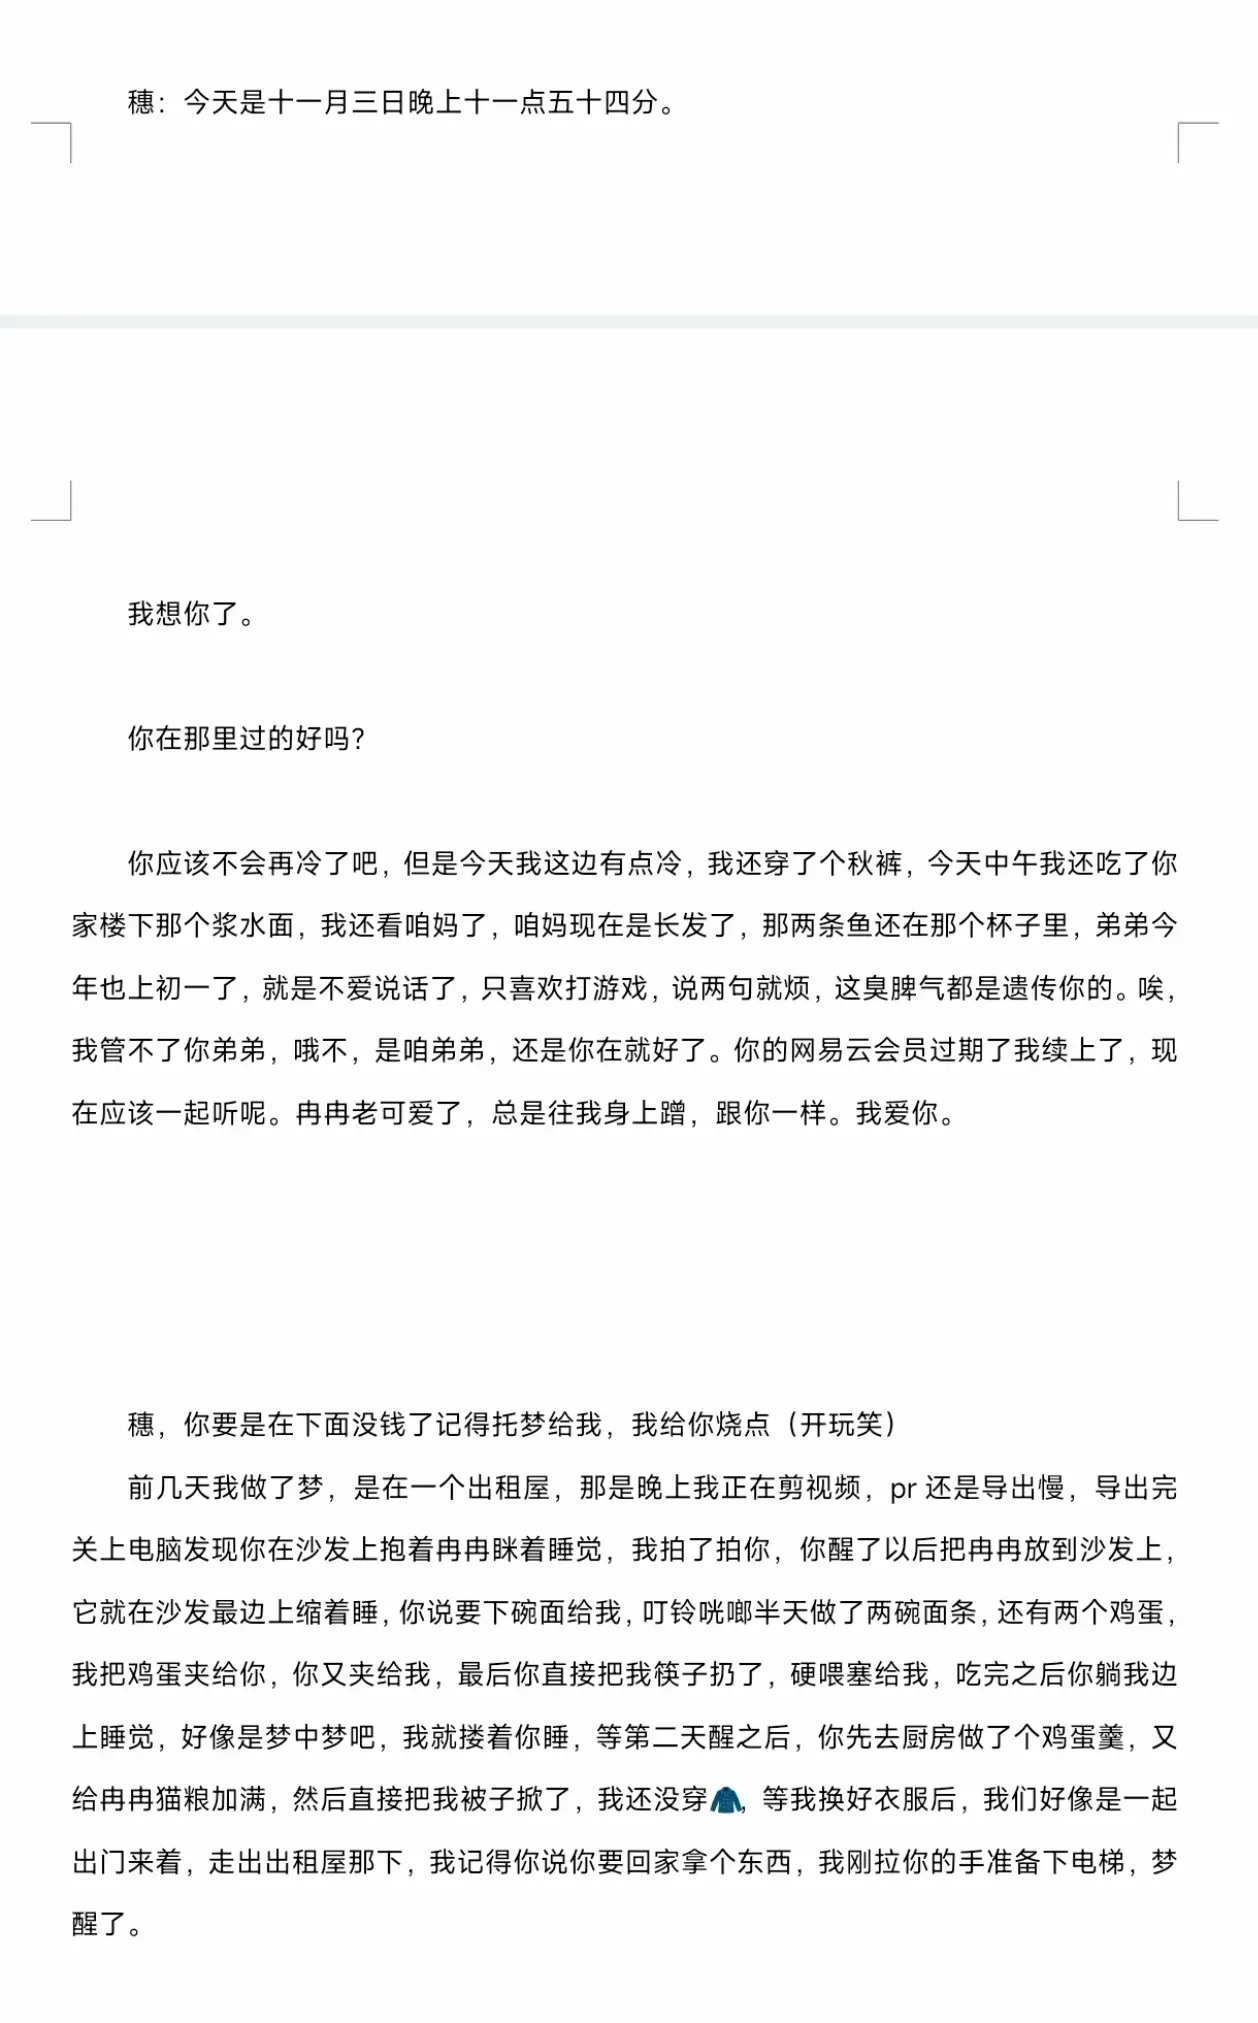 穗：今天是十一月三日晚上十一点五十四分。
我想你了。
你在那里过的好吗？
你应该不会再冷了吧，但是今天我这边有点冷，我还穿了个秋裤，今天中午我还吃了你
家楼下那个浆水面，我还看咱妈了，咱妈现在是长发了，那两条鱼还在那个杯子里，弟弟今
年也上初一了，就是不爱说话了，只喜欢打游戏，说两句就烦，这臭脾气都是遗传你的。唉，
我管不了你弟弟，哦不，是咱弟弟，还是你在就好了。你的网易云会员过期了我续上了，现
在应该一起听呢。冉冉老可爱了，总是往我身上蹭，跟你一样。我爱你。
穗，你要是在下面没钱了记得托梦给我，我给你烧点（开玩笑）
前几天我做了梦，是在一个出租屋，那是晚上我正在剪视频，pr 还是导出慢，导出完
关上电脑发现你在沙发上抱着冉冉眯着睡觉，我拍了拍你，你醒了以后把冉冉放到沙发上，
它就在沙发最边上缩着睡，你说要下碗面给我，叮铃咣啷半天做了两碗面条，还有两个鸡蛋，
我把鸡蛋夹给你，你又夹给我，最后你直接把我筷子扔了，硬喂塞给我，吃完之后你躺我边
上睡觉，好像是梦中梦吧，我就搂着你睡，等第二天醒之后，你先去厨房做了个鸡蛋羹，又
给冉冉猫粮加满，然后直接把我被子掀了，我还没穿🧥，等我换好衣服后，我们好像是一起
出门来着，走出出租屋那下，我记得你说你要回家拿个东西，我刚拉你的手准备下电梯，梦
醒了。